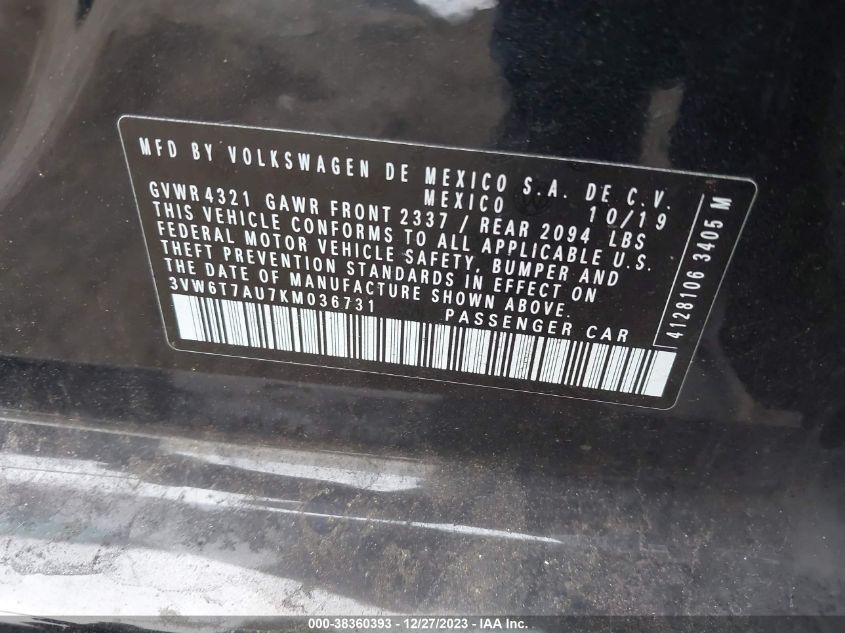 MFD BY VOLKSWAGEN DE MEXICO S.A. DE C.V.
MEXICO 10/19
GVWR 4321 GAWR FRONT 2337 / REAR 2094 LBS
THIS VEHICLE CONFORMS TO ALL APPLICABLE U.S.
FEDERAL MOTOR VEHICLE SAFETY, BUMPER AND
THEFT PREVENTION STANDARDS IN EFFECT ON
THE DATE OF MANUFACTURE SHOWN ABOVE.
3VW6T7AU7KM036731 PASSENGER CAR
4128106 3405 M
000-38360393 - 12/27/2023 - IAA Inc.